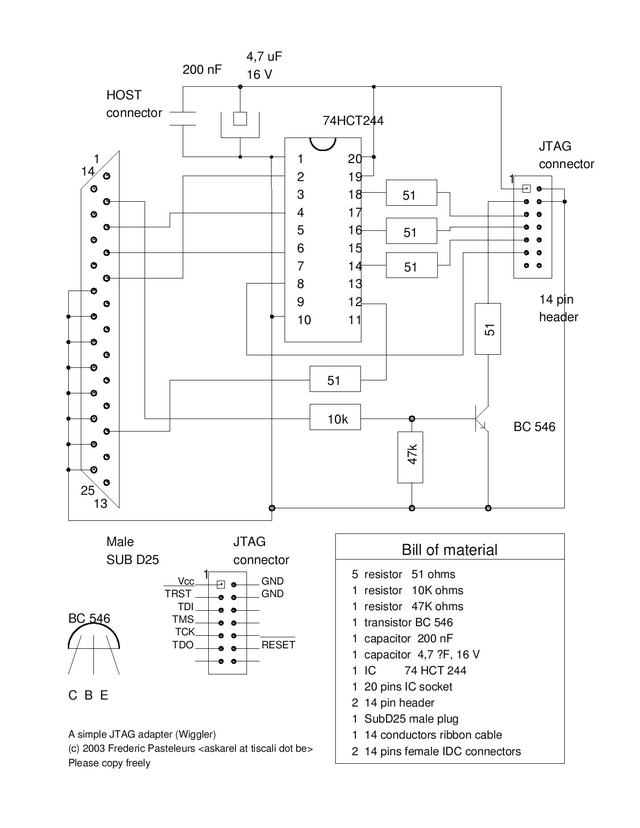 4,7 uF
200 nF
16 V
HOST
connector
74HCT244
JTAG
connector
1
14
25
13
1 20
2 19
3 18
4 17
5 16
6 15
7 14
8 13
9 12
10 11
51
51
51
1
14 pin
header
51
51
10k
47k
BC 546
Male
SUB D25
JTAG
connector
1
Vcc GND
TRST GND
TDI
TMS
TCK
TDO RESET
BC 546
C B E
Bill of material
5 resistor 51 ohms
1 resistor 10K ohms
1 resistor 47K ohms
1 transistor BC 546
1 capacitor 200 nF
1 capacitor 4,7 ?F, 16 V
1 IC 74 HCT 244
1 20 pins IC socket
2 14 pin header
1 SubD25 male plug
1 14 conductors ribbon cable
2 14 pins female IDC connectors
A simple JTAG adapter (Wiggler)
(c) 2003 Frederic Pasteleurs <askarel at tiscali dot be>
Please copy freely